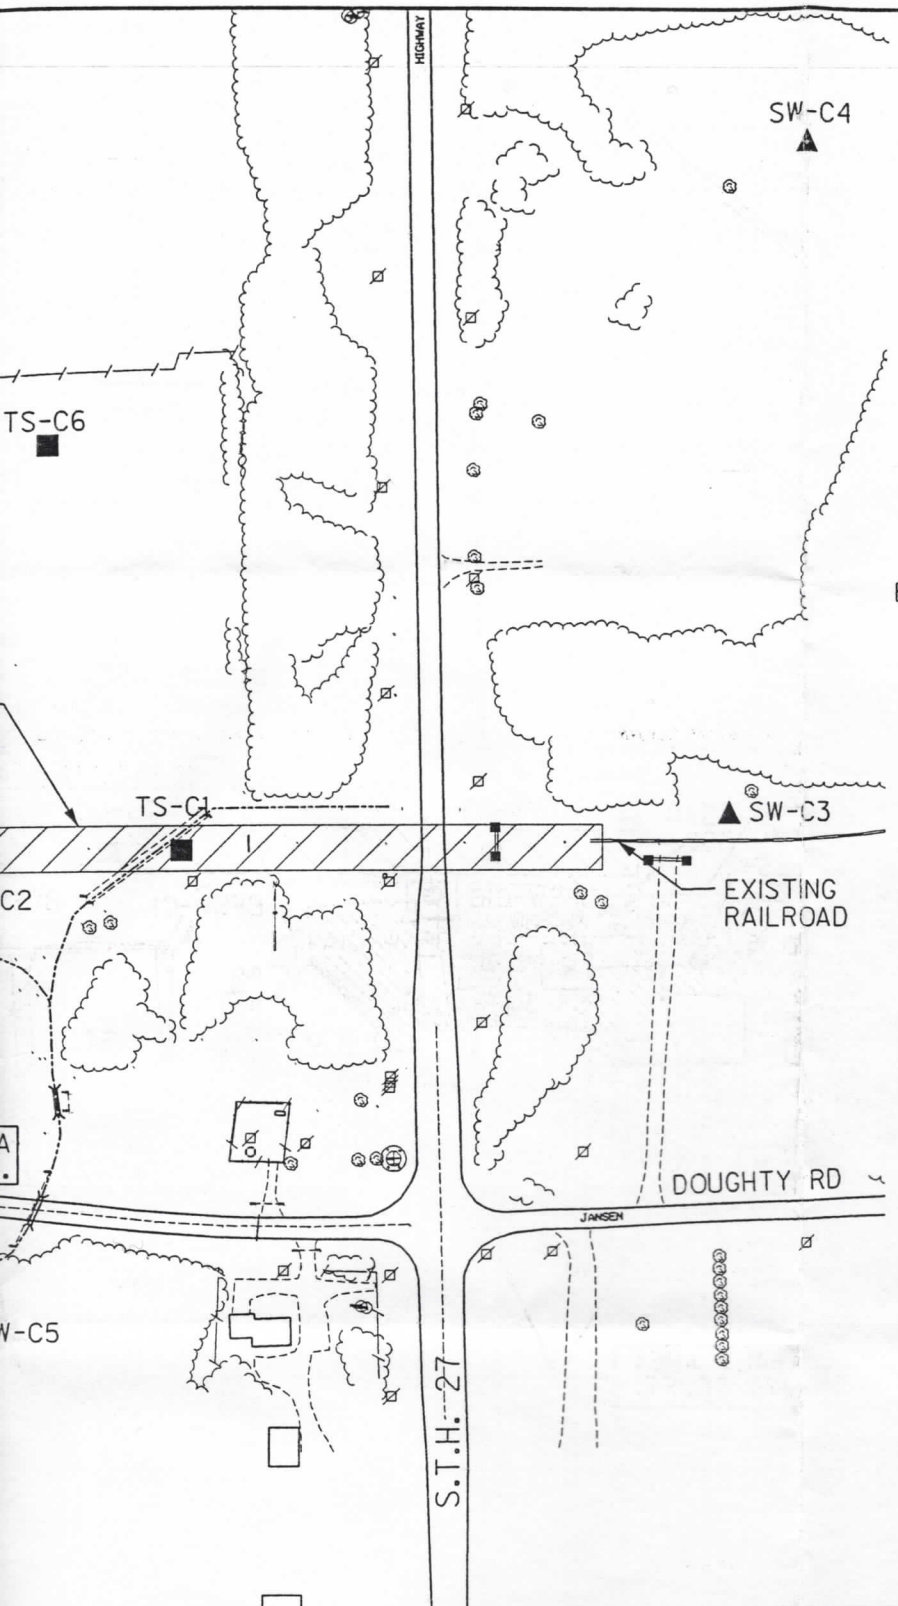 HIGHWAY
SW-C4
TS-C6
TS-C1
SW-C3
C2
EXISTING
RAILROAD
A
DOUGHTY RD
JANSEN
W-C5
S.T.H. 27